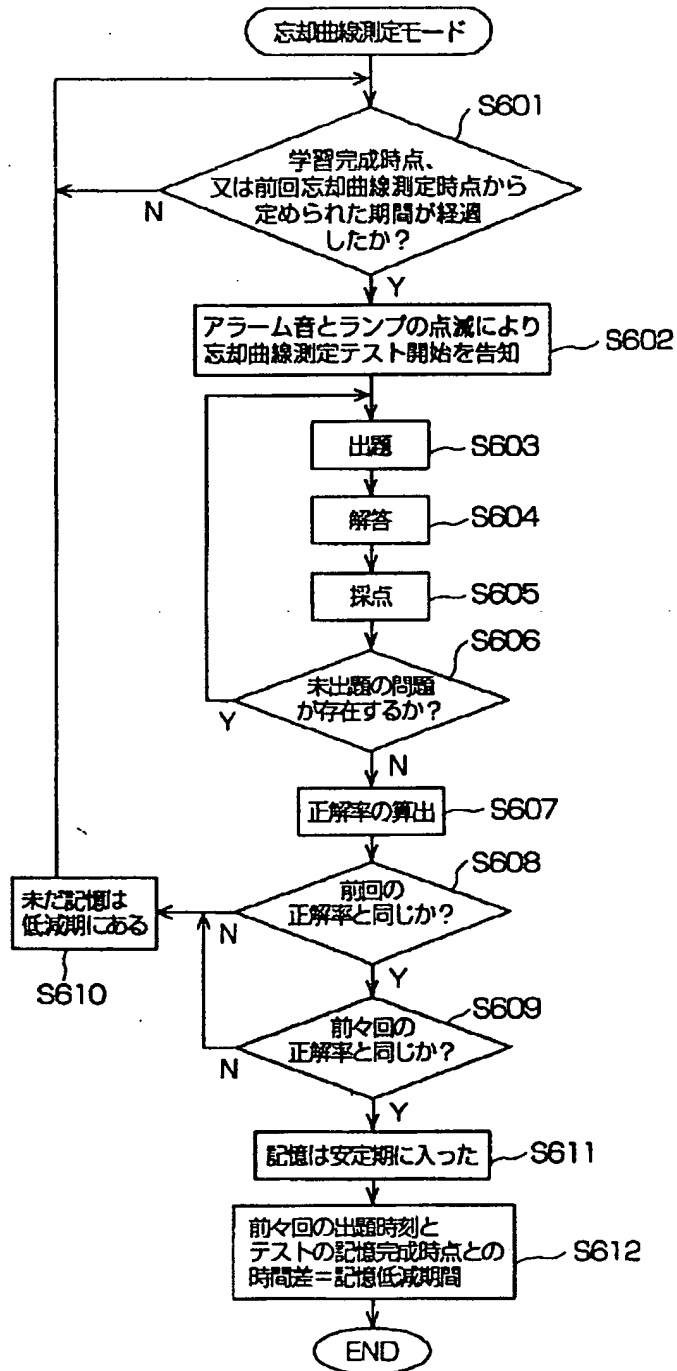 忘却曲線測定モード
S601
学習完成時点、
又は前回忘却曲線測定時点から
定められた期間が経過
したか?
N
Y
アラーム音とランプの点滅により
忘却曲線測定テスト開始を告知
S602
出題
S603
解答
S604
採点
S605
S606
未出題の問題
が存在するか?
Y
N
正解率の算出
S607
S608
前回の
正解率と同じか?
未だ記憶は
低減期にある
N
S610
Y
S609
前々回の
正解率と同じか?
N
Y
記憶は安定期に入った
S611
前々回の出題時刻と
テストの記憶完成時点との
時間差=記憶低減期間
S612
END